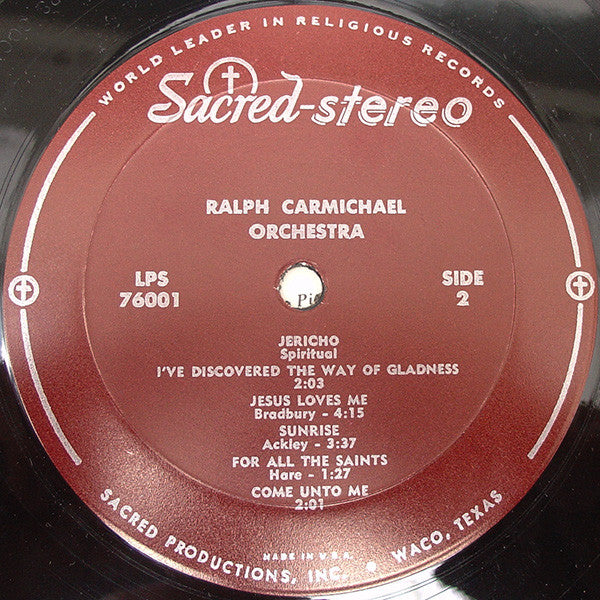 WORLD LEADER IN RELIGIOUS RECORDS
Sacred-stereo
RALPH CARMICHAEL
ORCHESTRA
LPS
76001
SIDE
2
JERICHO
Spiritual
I'VE DISCOVERED THE WAY OF GLADNESS
2:03
JESUS LOVES ME
Bradbury - 4:15
SUNRISE
Ackley - 3:37
FOR ALL THE SAINTS
Hare - 1:27
COME UNTO ME
2:01
MADE IN U.S.A.
SACRED PRODUCTIONS, INC. • WACO, TEXAS